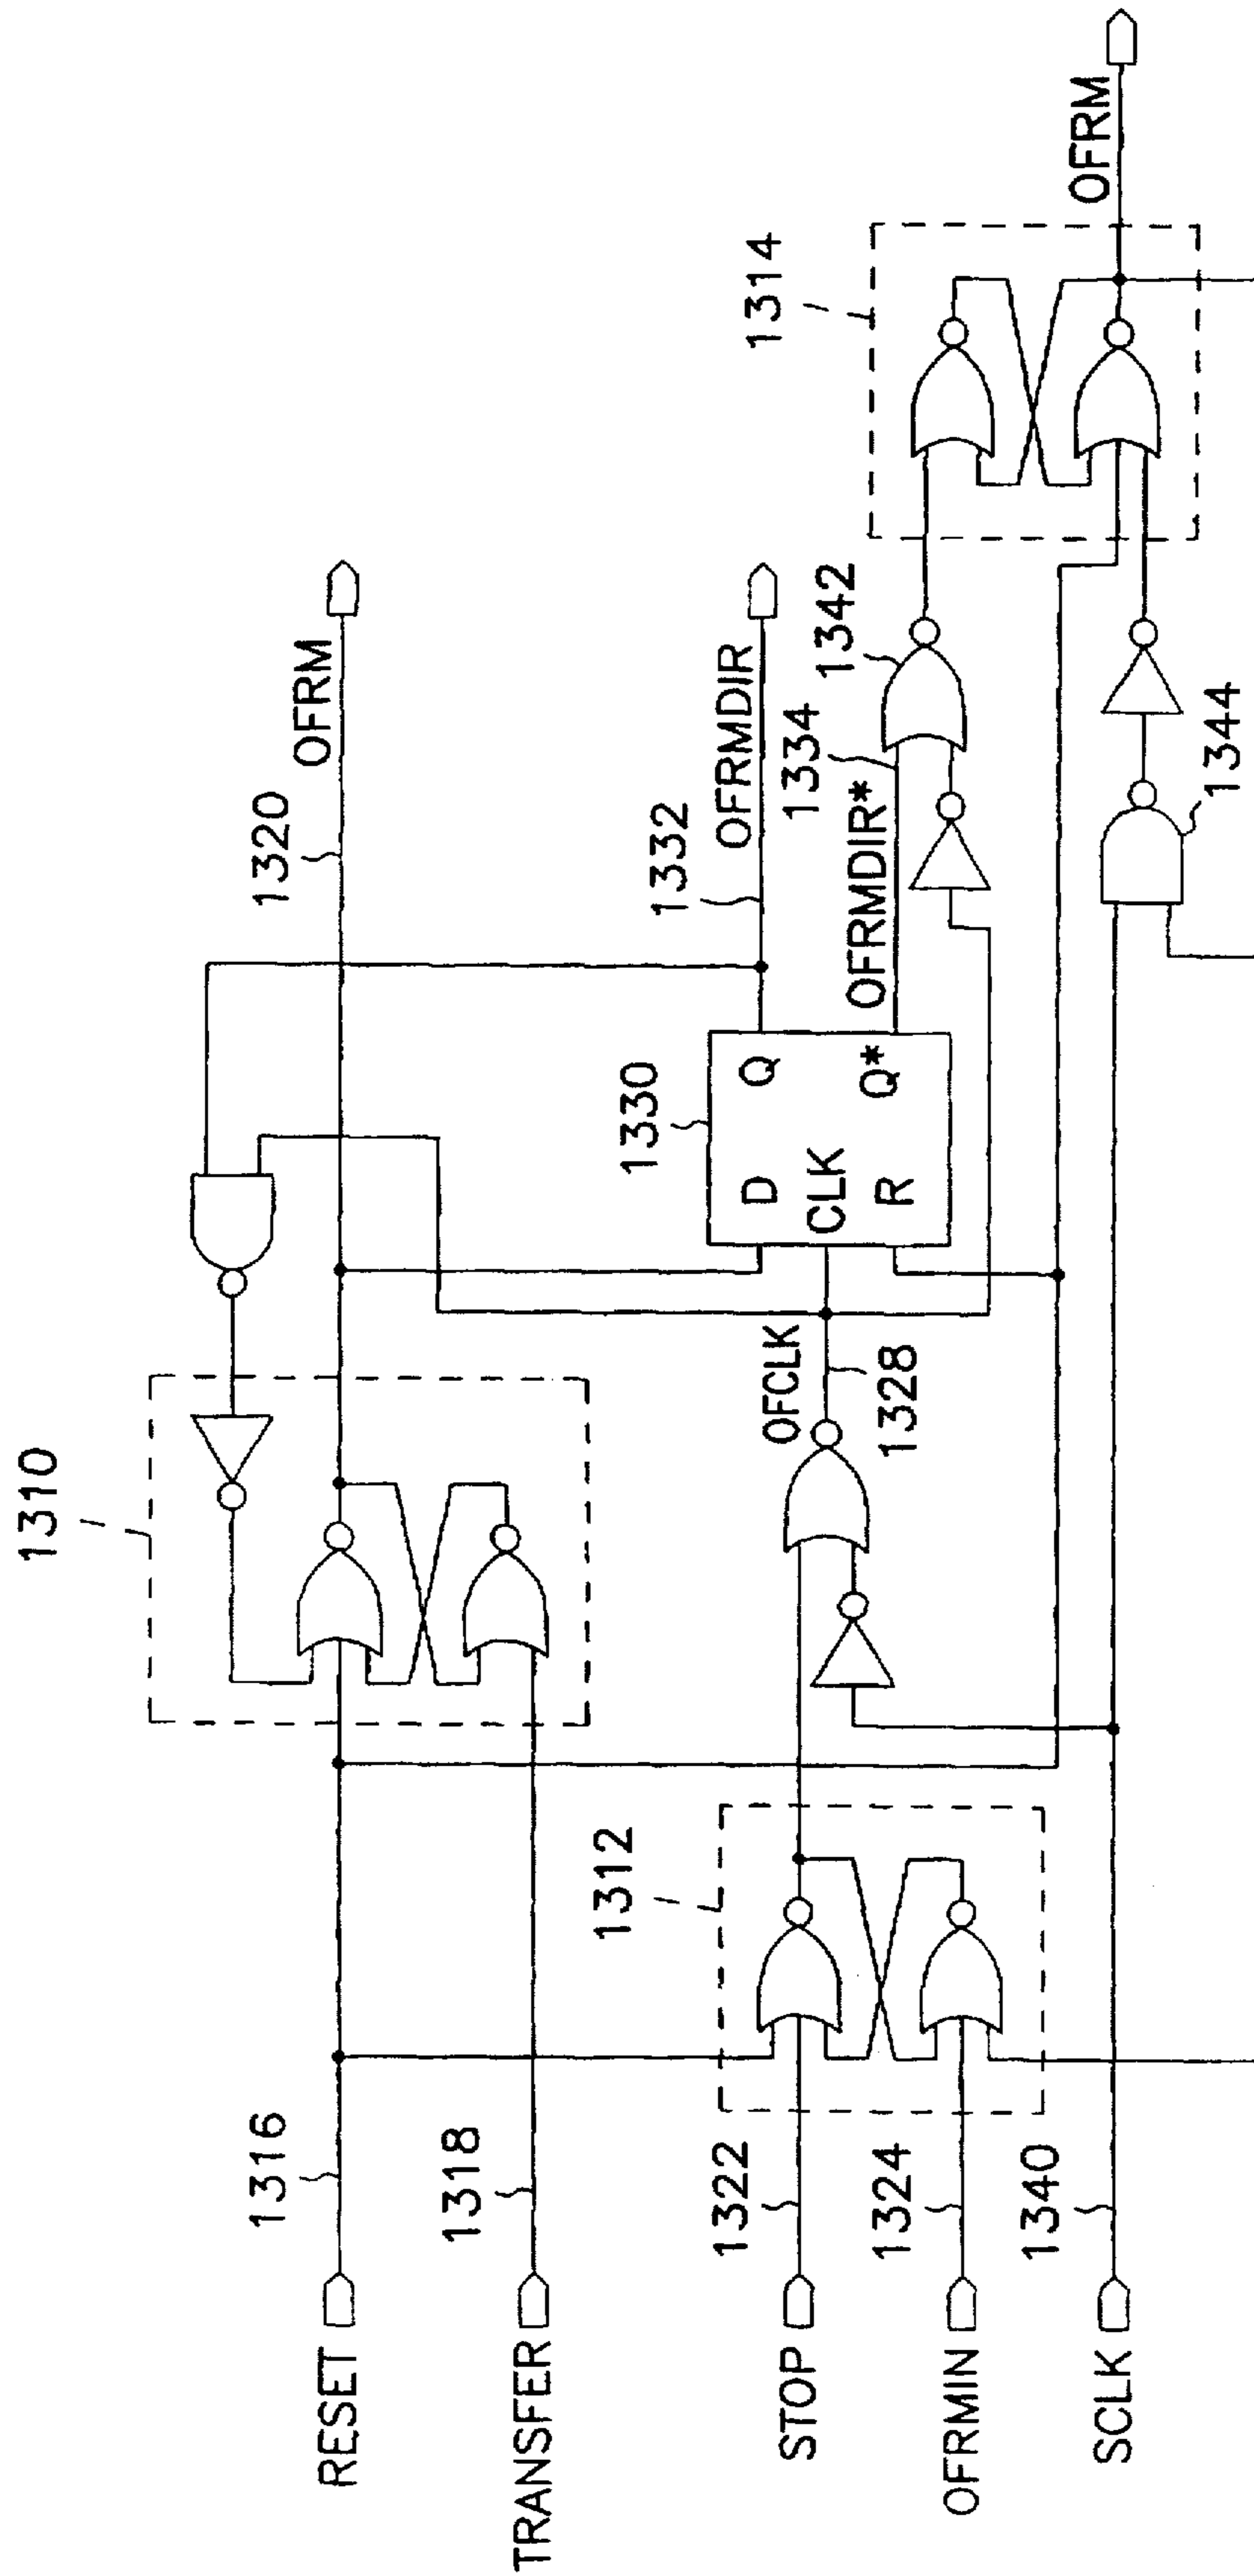 1310
1316
RESET
1318
TRANSFER
1320
OFRM
1312
1322
STOP
1324
OFRMIN
1340
SCLK
OFCLK
1328
1330
D
Q
CLK
R
Q*
1332
OFRMDIR
OFRMDIR*
1334
1342
1344
1314
OFRM